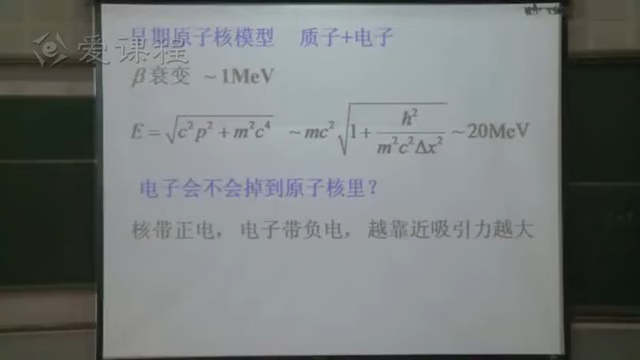 爱课程
早期原子核模型 质子+电子
β衰变 ~1MeV
E = √(c²p² + m²c⁴) ~ mc²√(1 + ℏ²/(m²c²Δx²)) ~20MeV
电子会不会掉到原子核里？
核带正电，电子带负电，越靠近吸引力越大